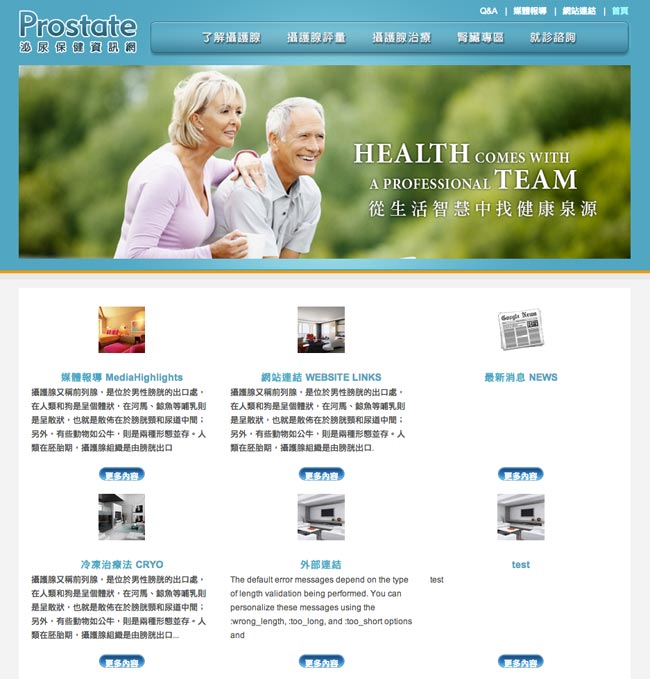 Prostate
泌尿保健資訊網
Q&A | 媒體報導 | 網站連結 | 首頁
了解攝護腺 攝護腺評量 攝護腺治療 腎臟專區 就診諮詢
HEALTH COMES WITH
A PROFESSIONAL TEAM
從生活智慧中找健康泉源
Google News
媒體報導 MediaHighlights
攝護腺又稱前列腺，是位於男性膀胱的出口處，
在人類和狗是呈個體狀，在河馬、鯨魚等哺乳則
是呈散狀，也就是散佈在於膀胱頸和尿道中間；
另外，有些動物如公牛，則是兩種形態並存。人
類在胚胎期，攝護腺組織是由膀胱出口
更多內容
網站連結 WEBSITE LINKS
攝護腺又稱前列腺，是位於男性膀胱的出口處，
在人類和狗是呈個體狀，在河馬、鯨魚等哺乳則
是呈散狀，也就是散佈在於膀胱頸和尿道中間；
另外，有些動物如公牛，則是兩種形態並存。人
類在胚胎期，攝護腺組織是由膀胱出口.
更多內容
最新消息 NEWS
更多內容
冷凍治療法 CRYO
攝護腺又稱前列腺，是位於男性膀胱的出口處，
在人類和狗是呈個體狀，在河馬、鯨魚等哺乳則
是呈散狀，也就是散佈在於膀胱頸和尿道中間；
另外，有些動物如公牛，則是兩種形態並存。人
類在胚胎期，攝護腺組織是由膀胱出...
更多內容
外部連結
The default error messages depend on the type
of length validation being performed. You can
personalize these messages using the
:wrong_length, :too_long, and :too_short options
and
更多內容
test
test
更多內容